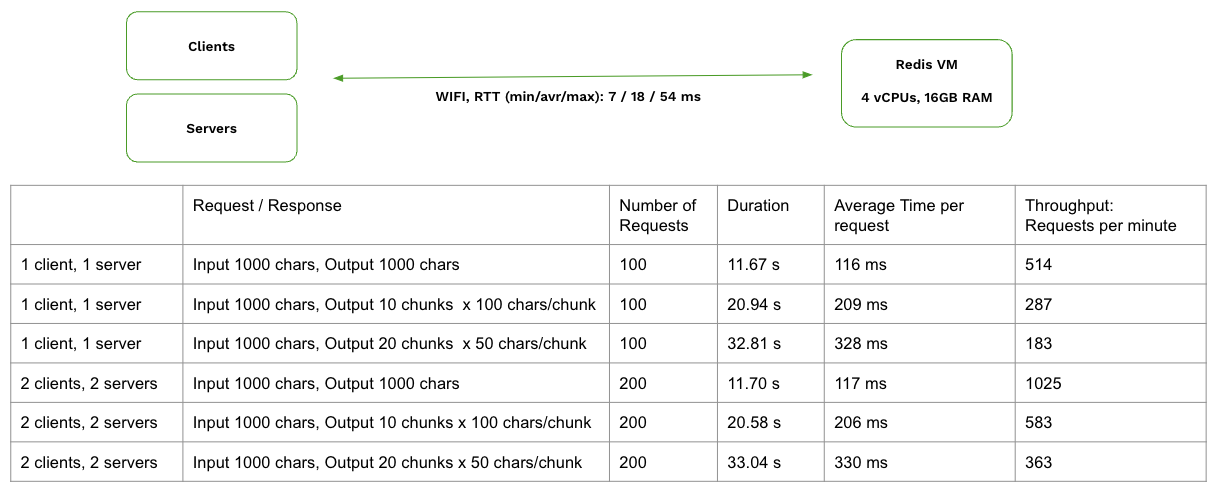 Clients
Servers
WIFI, RTT (min/avr/max): 7 / 18 / 54 ms
Redis VM
4 vCPUs, 16GB RAM
Request / Response
Number of
Requests
Duration
Average Time per
request
Throughput:
Requests per minute
1 client, 1 server
Input 1000 chars, Output 1000 chars
100
11.67 s
116 ms
514
1 client, 1 server
Input 1000 chars, Output 10 chunks  x 100 chars/chunk
100
20.94 s
209 ms
287
1 client, 1 server
Input 1000 chars, Output 20 chunks  x 50 chars/chunk
100
32.81 s
328 ms
183
2 clients, 2 servers
Input 1000 chars, Output 1000 chars
200
11.70 s
117 ms
1025
2 clients, 2 servers
Input 1000 chars, Output 10 chunks x 100 chars/chunk
200
20.58 s
206 ms
583
2 clients, 2 servers
Input 1000 chars, Output 20 chunks x 50 chars/chunk
200
33.04 s
330 ms
363